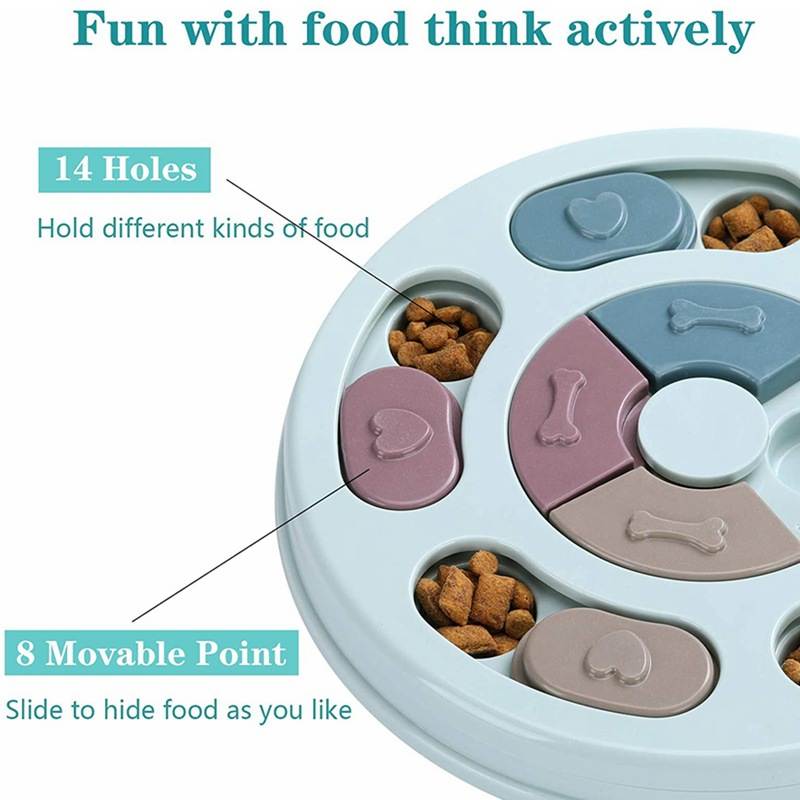 Fun with food think actively
14 Holes
Hold different kinds of food
8 Movable Point
Slide to hide food as you like